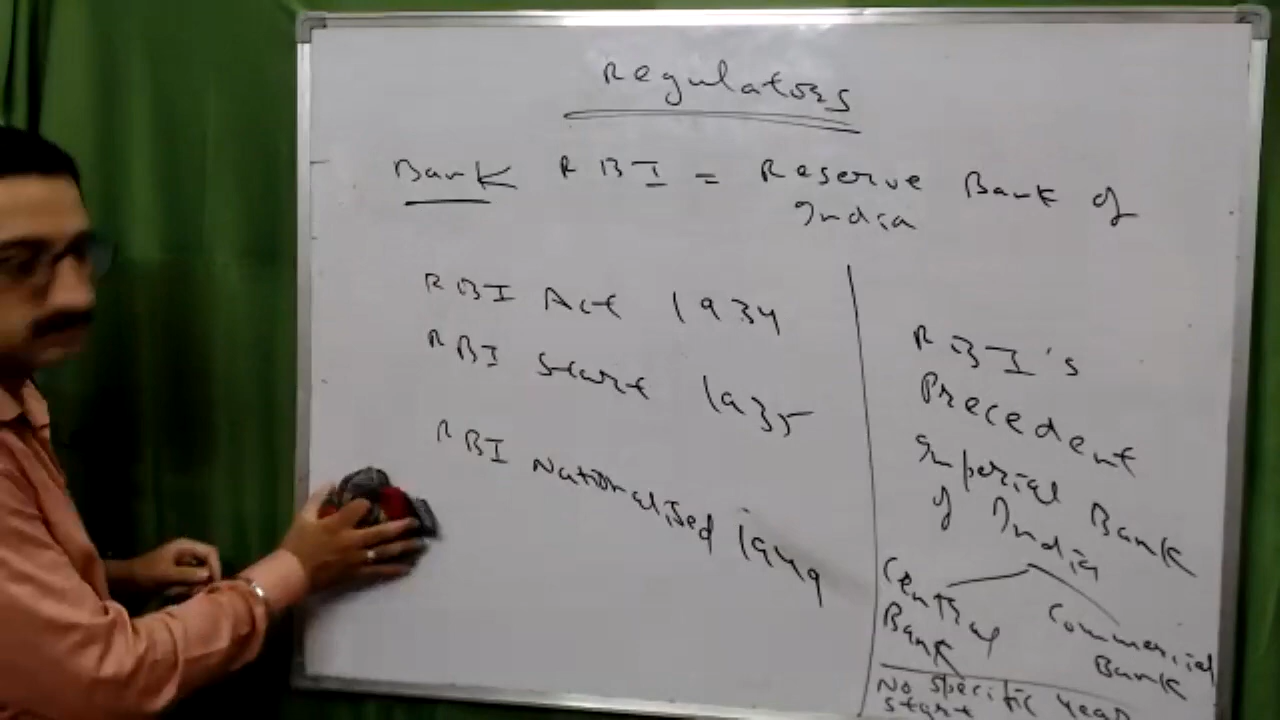 Regulators
Bank RBI = Reserve Bank of
India
RBI Act 1934
RBI Start 1935
RBI Nationalised 1949
RBI's
Precedent
Imperial Bank
of India
Central
Bank
Commercial
Bank
No specific year
start